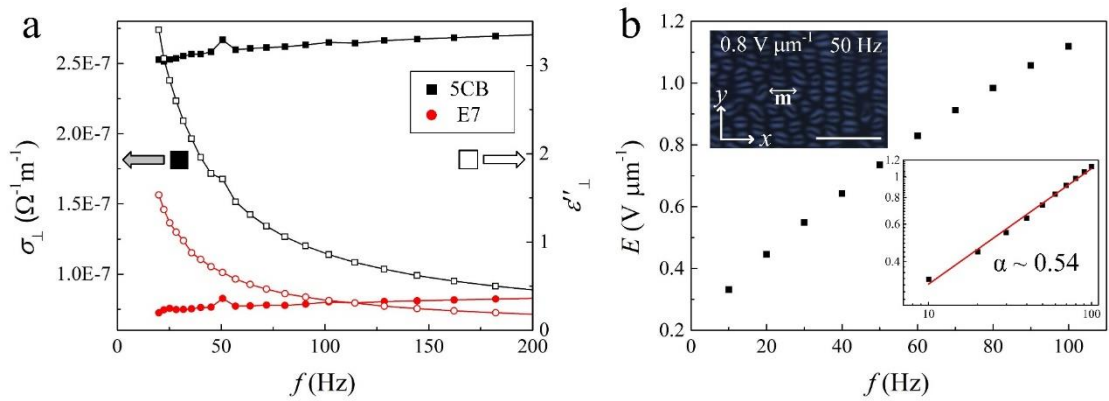 a
2.5E-7
2.0E-7
1.5E-7
1.0E-7
σ⊥ (Ω⁻¹m⁻¹)
5CB
E7
3
2
1
0
ε''⊥
0
50
100
150
200
f (Hz)
b
1.2
1.0
0.8
0.6
0.4
0.2
E (V μm⁻¹)
0.8 V μm⁻¹
50 Hz
m
y
x
1.2
0.8
0.4
α ~ 0.54
10
100
0
20
40
60
80
100
f (Hz)